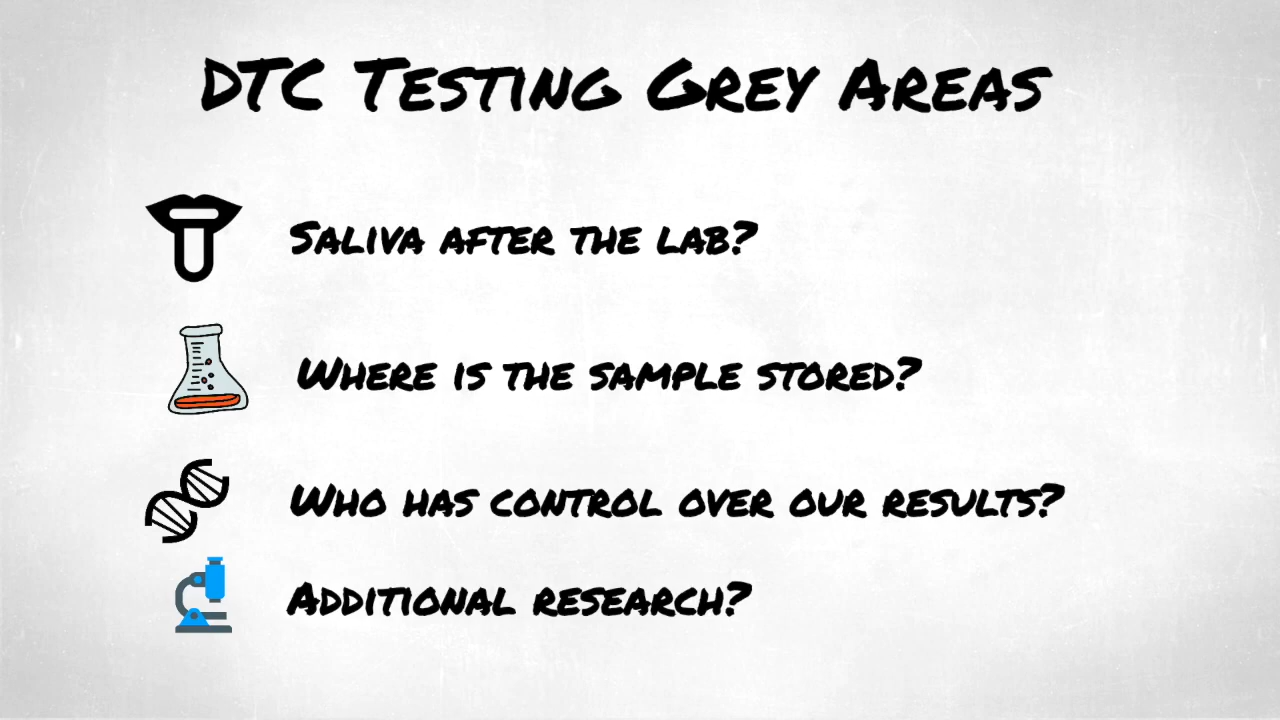 DTC Testing Grey Areas
Saliva after the lab?
Where is the sample stored?
Who has control over our results?
Additional research?